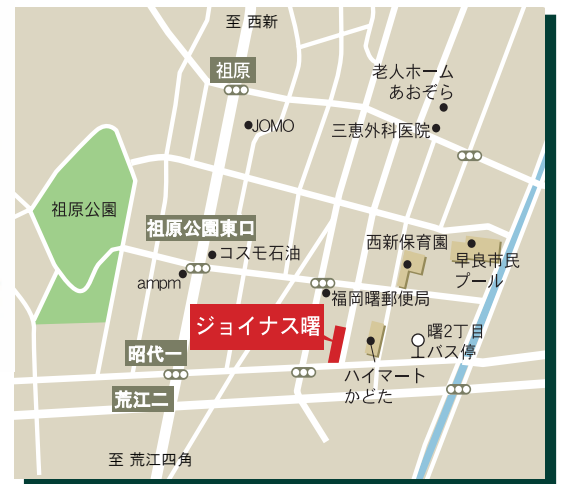 至 西新
祖原
老人ホーム
あおぞら
JOMO
三恵外科医院
祖原公園
祖原公園東口
西新保育園
コスモ石油
早良市民
プール
ampm
福岡曙郵便局
ジョイナス曙
曙2丁目
バス停
昭代一
ハイマート
かどた
荒江二
至 荒江四角